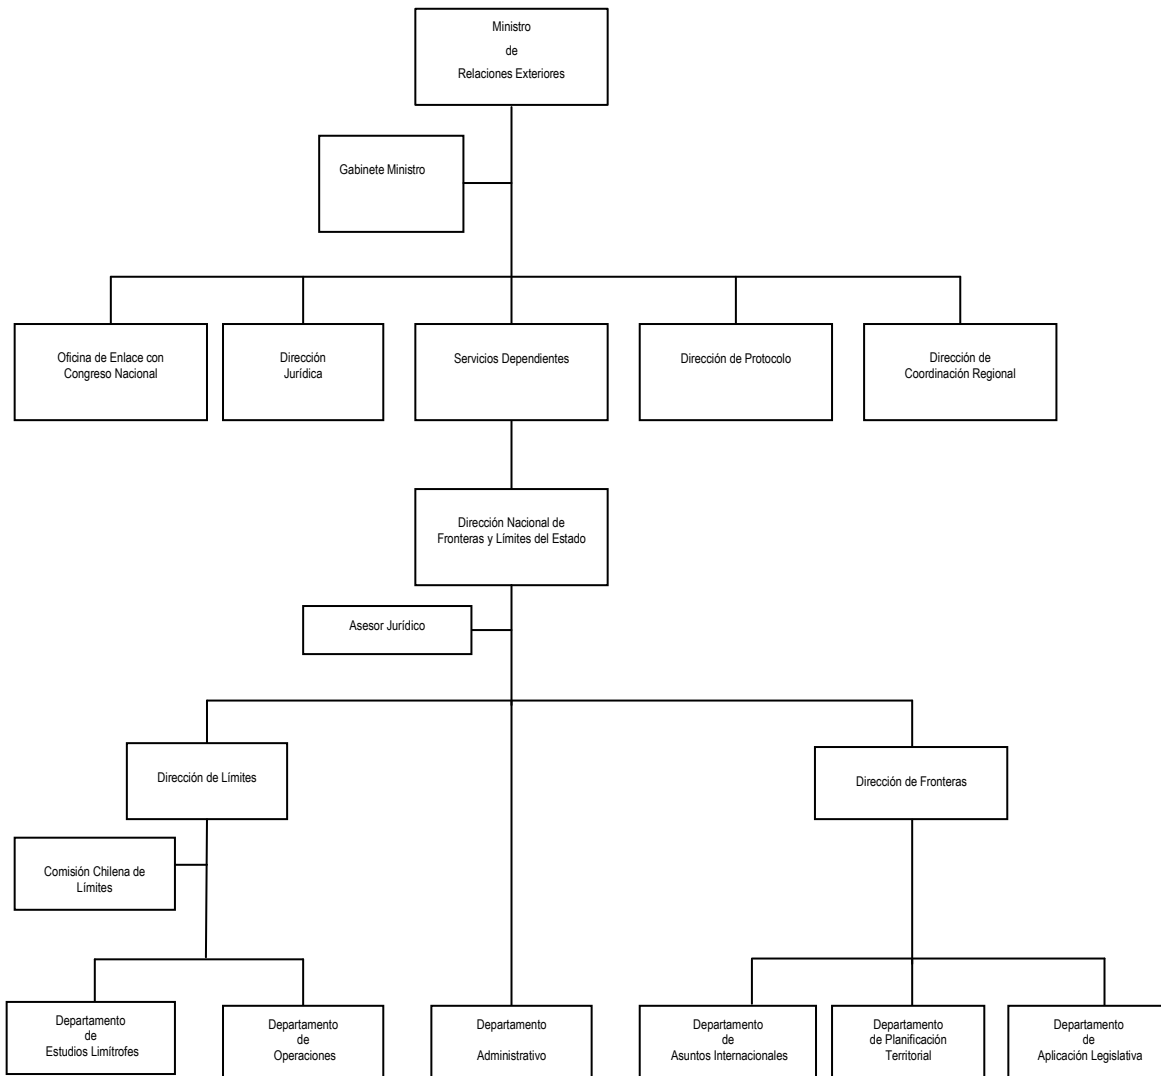 Ministro
de
Relaciones Exteriores
Gabinete Ministro
Oficina de Enlace con
Congreso Nacional
Dirección
Jurídica
Servicios Dependientes
Dirección de Protocolo
Dirección de
Coordinación Regional
Dirección Nacional de
Fronteras y Límites del Estado
Asesor Jurídico
Dirección de Límites
Dirección de Fronteras
Comisión Chilena de
Límites
Departamento
de
Estudios Limítrofes
Departamento
de
Operaciones
Departamento
Administrativo
Departamento
de
Asuntos Internacionales
Departamento
de Planificación
Territorial
Departamento
de
Aplicación Legislativa